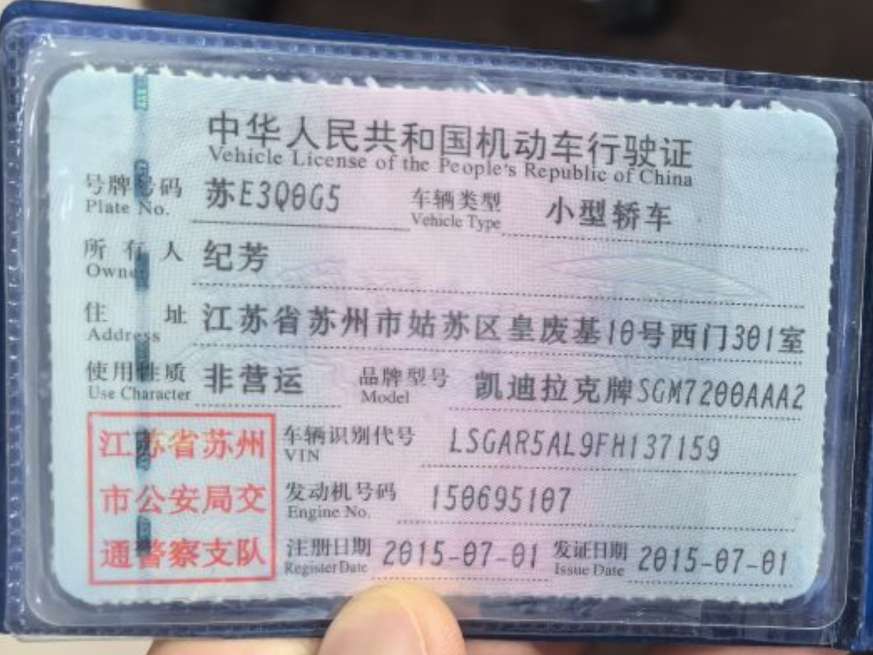 中华人民共和国机动车行驶证
Vehicle License of the People's Republic of China
号牌号码 苏E3Q0G5 车辆类型 小型轿车
Plate No. Vehicle Type
所有人 纪芳
Owner
住址 江苏省苏州市姑苏区皇废基10号西门301室
Address
使用性质 非营运 品牌型号 凯迪拉克牌SGM7200AAA2
Use Character Model
江苏省苏州 车辆识别代号 LSGAR5AL9FH137159
VIN
市公安局交 发动机号码 150695107
Engine No.
通警察支队 注册日期 2015-07-01 发证日期 2015-07-01
Register Date Issue Date